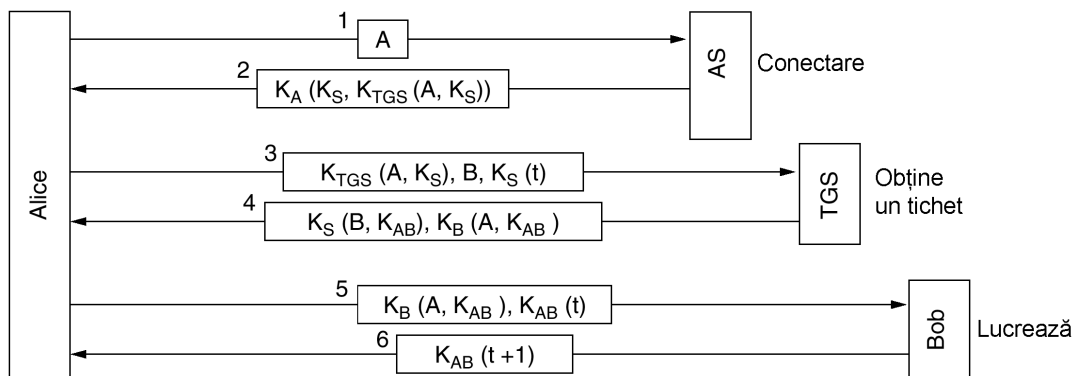 Alice
1
A
AS
Conectare
2
K_A (K_S, K_TGS (A, K_S))
3
K_TGS (A, K_S), B, K_S (t)
TGS
Obține
un tichet
4
K_S (B, K_AB), K_B (A, K_AB )
5
K_B (A, K_AB ), K_AB (t)
Bob
Lucrează
6
K_AB (t +1)